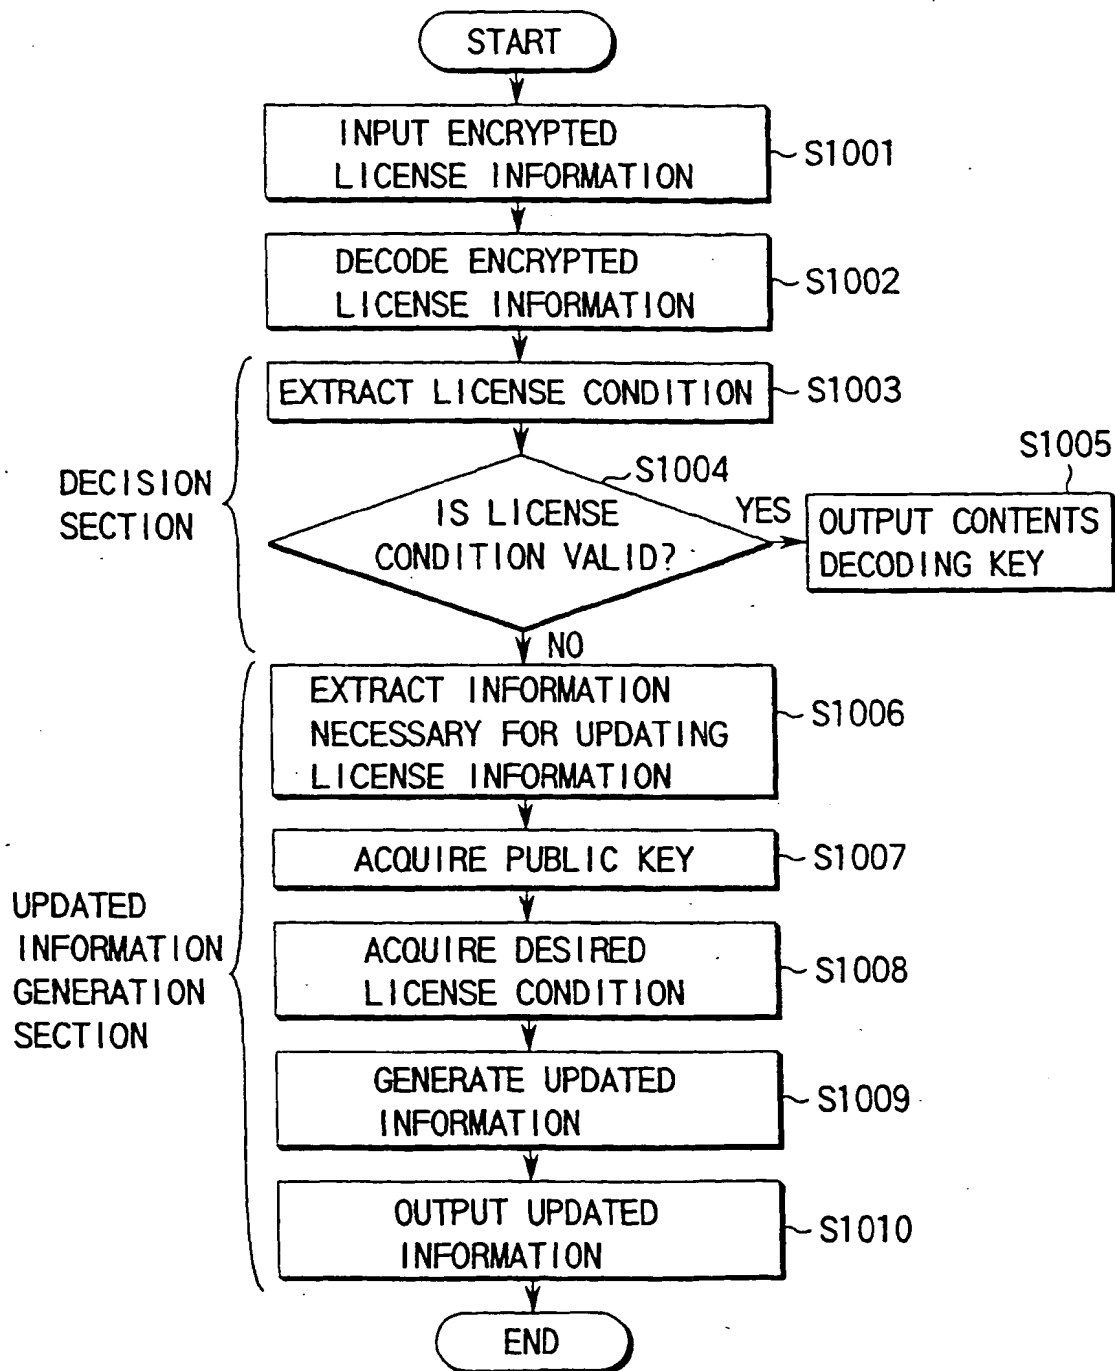 START
INPUT ENCRYPTED
LICENSE INFORMATION
S1001
DECODE ENCRYPTED
LICENSE INFORMATION
S1002
DECISION
SECTION
EXTRACT LICENSE CONDITION
S1003
S1004
IS LICENSE
CONDITION VALID?
YES
S1005
OUTPUT CONTENTS
DECODING KEY
NO
UPDATED
INFORMATION
GENERATION
SECTION
EXTRACT INFORMATION
NECESSARY FOR UPDATING
LICENSE INFORMATION
S1006
ACQUIRE PUBLIC KEY
S1007
ACQUIRE DESIRED
LICENSE CONDITION
S1008
GENERATE UPDATED
INFORMATION
S1009
OUTPUT UPDATED
INFORMATION
S1010
END